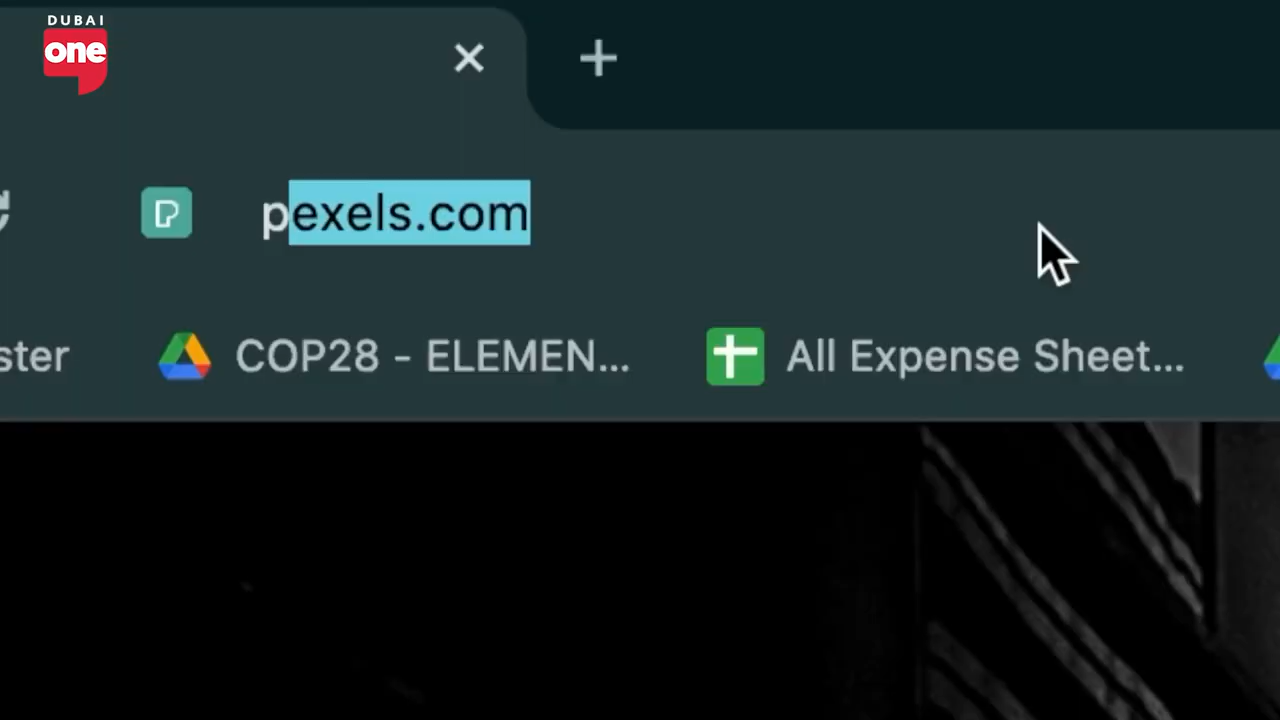 DUBAI
one
pexels.com
ster
COP28 - ELEMEN...
All Expense Sheet...